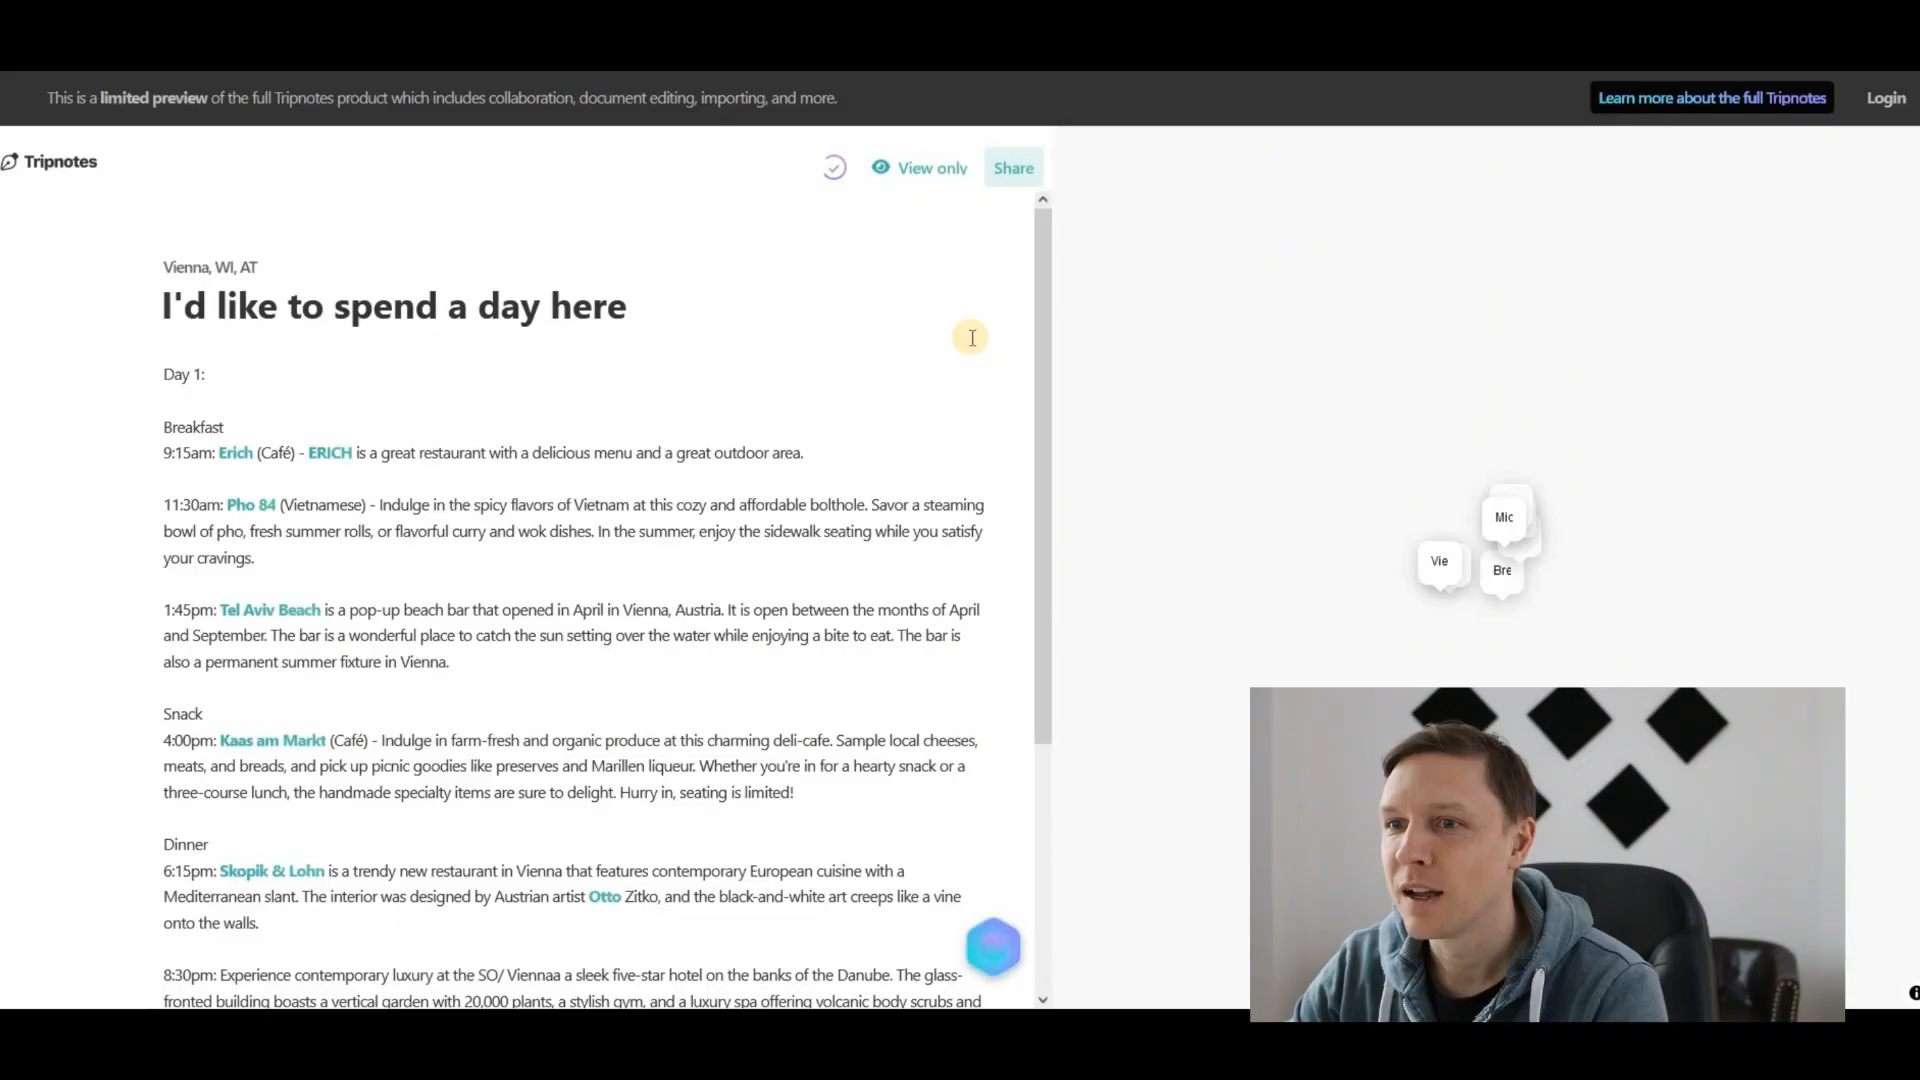 This is a limited preview of the full Tripnotes product which includes collaboration, document editing, importing, and more.
Learn more about the full Tripnotes
Login
Tripnotes
View only
Share
Vienna, WI, AT
I'd like to spend a day here
Day 1:
Breakfast
9:15am: Erich (Café) - ERICH is a great restaurant with a delicious menu and a great outdoor area.
11:30am: Pho 84 (Vietnamese) - Indulge in the spicy flavors of Vietnam at this cozy and affordable bolthole. Savor a steaming
bowl of pho, fresh summer rolls, or flavorful curry and wok dishes. In the summer, enjoy the sidewalk seating while you satisfy
your cravings.
1:45pm: Tel Aviv Beach is a pop-up beach bar that opened in April in Vienna, Austria. It is open between the months of April
and September. The bar is a wonderful place to catch the sun setting over the water while enjoying a bite to eat. The bar is
also a permanent summer fixture in Vienna.
Snack
4:00pm: Kaas am Markt (Café) - Indulge in farm-fresh and organic produce at this charming deli-cafe. Sample local cheeses,
meats, and breads, and pick up picnic goodies like preserves and Marillen liqueur. Whether you're in for a hearty snack or a
three-course lunch, the handmade specialty items are sure to delight. Hurry in, seating is limited!
Dinner
6:15pm: Skopik & Lohn is a trendy new restaurant in Vienna that features contemporary European cuisine with a
Mediterranean slant. The interior was designed by Austrian artist Otto Zitko, and the black-and-white art creeps like a vine
onto the walls.
8:30pm: Experience contemporary luxury at the SO/ Viennaa a sleek five-star hotel on the banks of the Danube. The glass-
fronted building boasts a vertical garden with 20,000 plants, a stylish gym, and a luxury spa offering volcanic body scrubs and
Mic
Vie
Bre